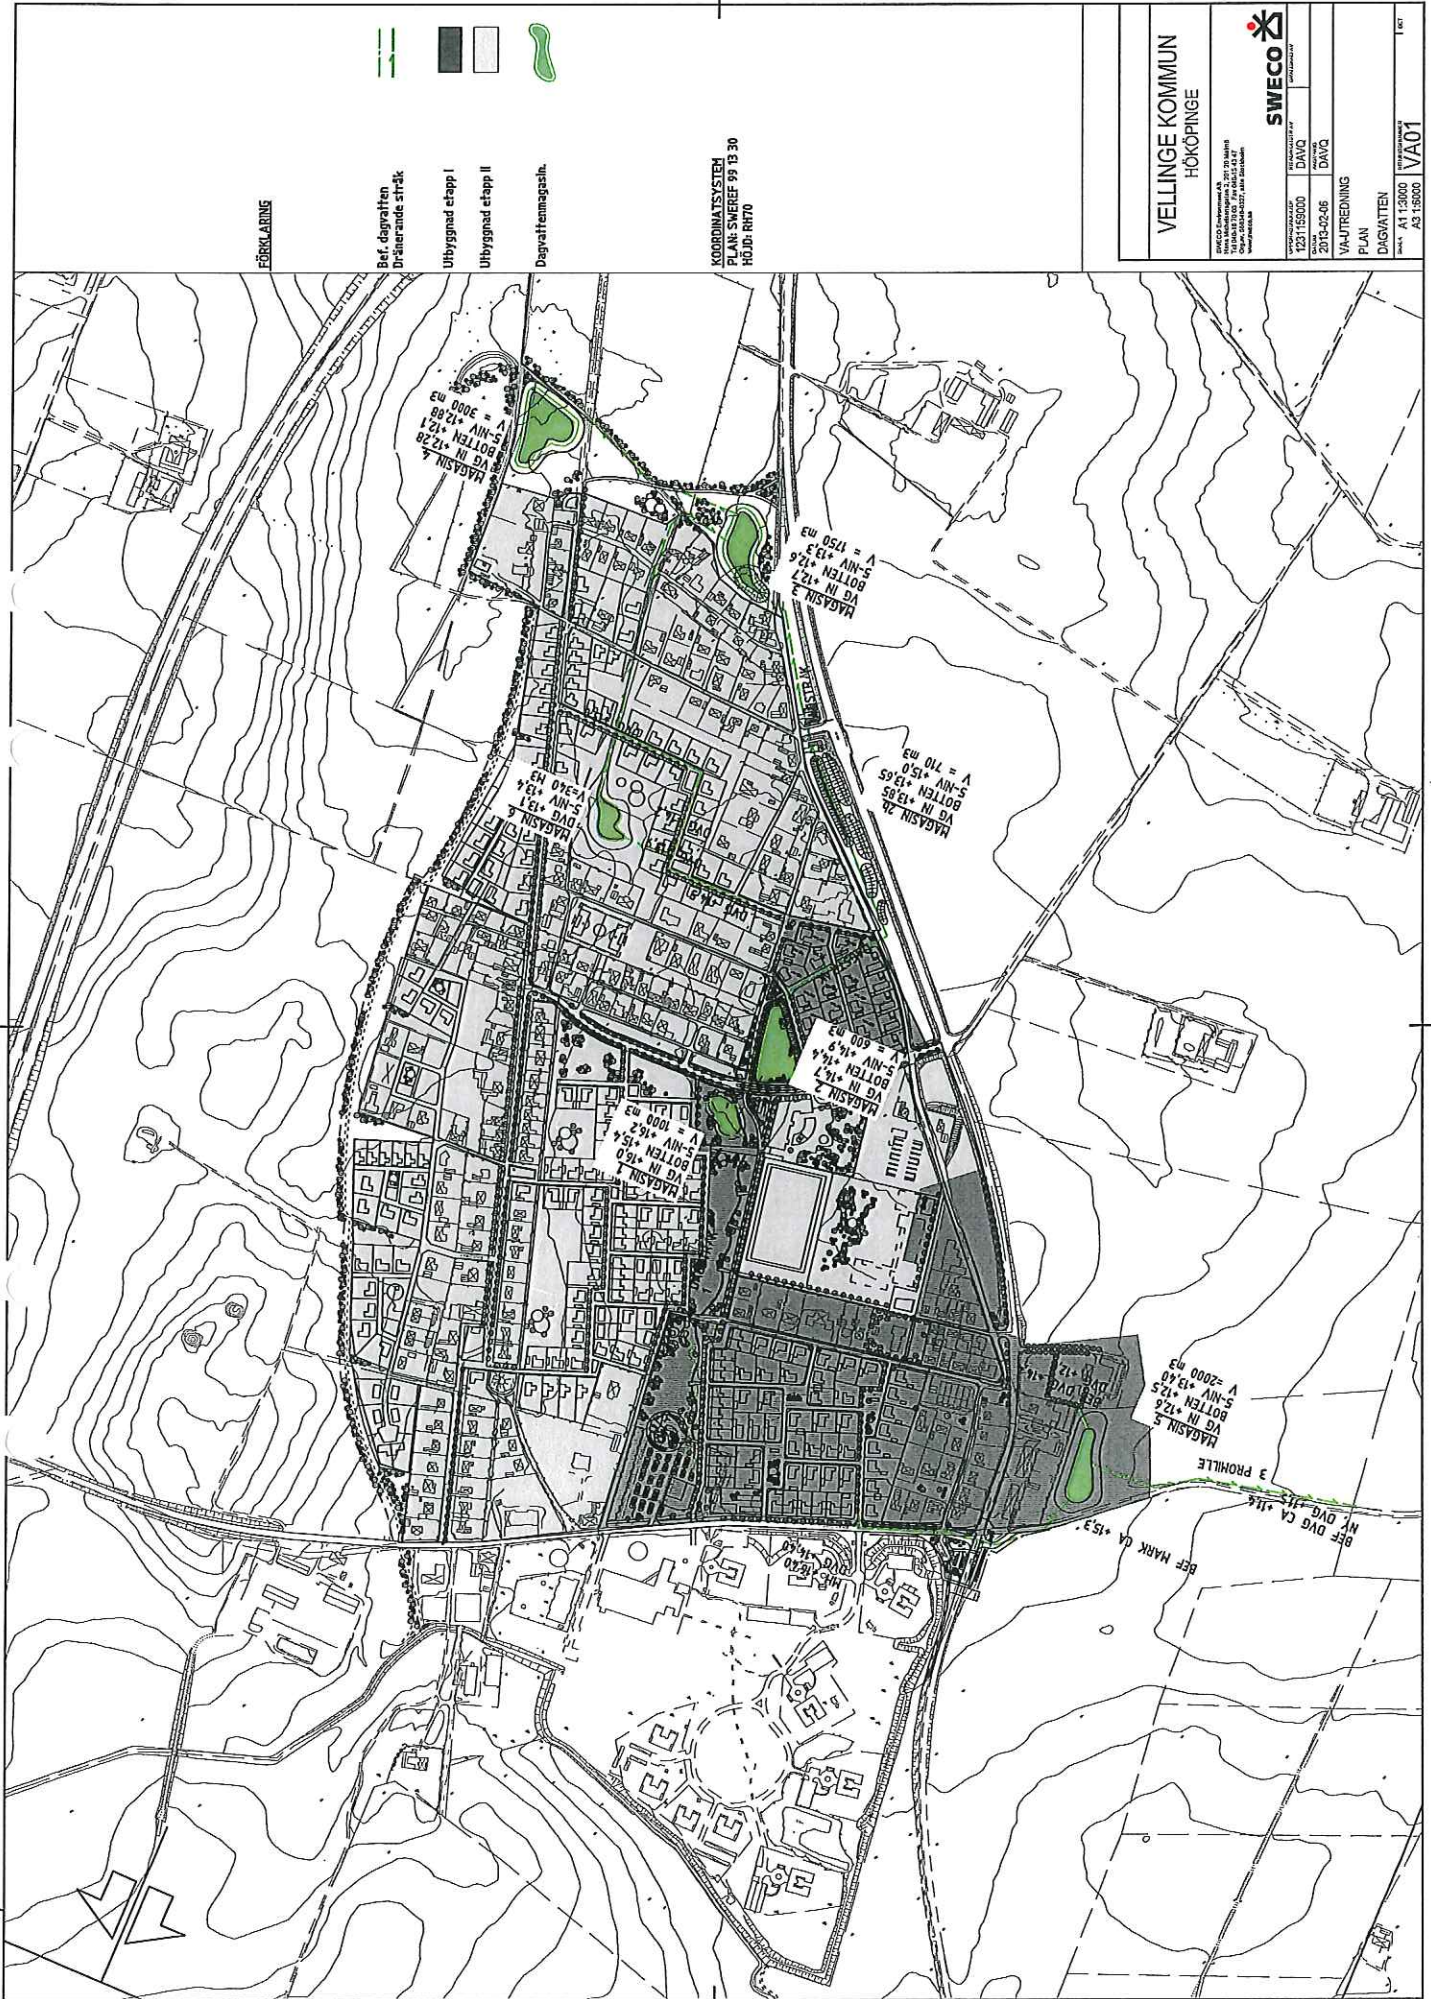 FÖRKLARING
Bef. dagvatten
Dränerande stråk
Utbyggnad etapp I
Utbyggnad etapp II
Dagvattenmagasin.
KOORDINATSYSTEM
PLAN: SWEREF 99 13 30
HÖJD: RH70
VELLINGE KOMMUN
HÖKÖPINGE
SWECO
1231159000
DAVQ
2013-02-06
DAVQ
VA-UTREDNING
PLAN
DAGVATTEN
A1 1:3000
A3 1:6000
VA01
MAGASIN 4
VG IN +12,28
BOTTEN +12,1
S-NIV +12,88
V = 3000 m3
MAGASIN 3
VG IN +12,7
BOTTEN +12,6
S-NIV +13,3
V = 1750 m3
MAGASIN 2b
VG IN +13,85
BOTTEN +13,65
S-NIV +15,0
V = 710 m3
MAGASIN 6
DVG +13,1
S-NIV +13,4
V=340 M3
MAGASIN 2
VG IN +14,7
BOTTEN +14,4
S-NIV +14,9
V = 600 m3
MAGASIN 1
VG IN +16,0
BOTTEN +15,4
S-NIV +16,2
V = 1000 m3
MAGASIN 5
VG IN +12,6
BOTTEN +12,5
S-NIV +13,40
V =2000 m3
3 PROMILLE
BEF DVG CA +11,4
NY, DVG +11,5
BEF MARK CA +15,3